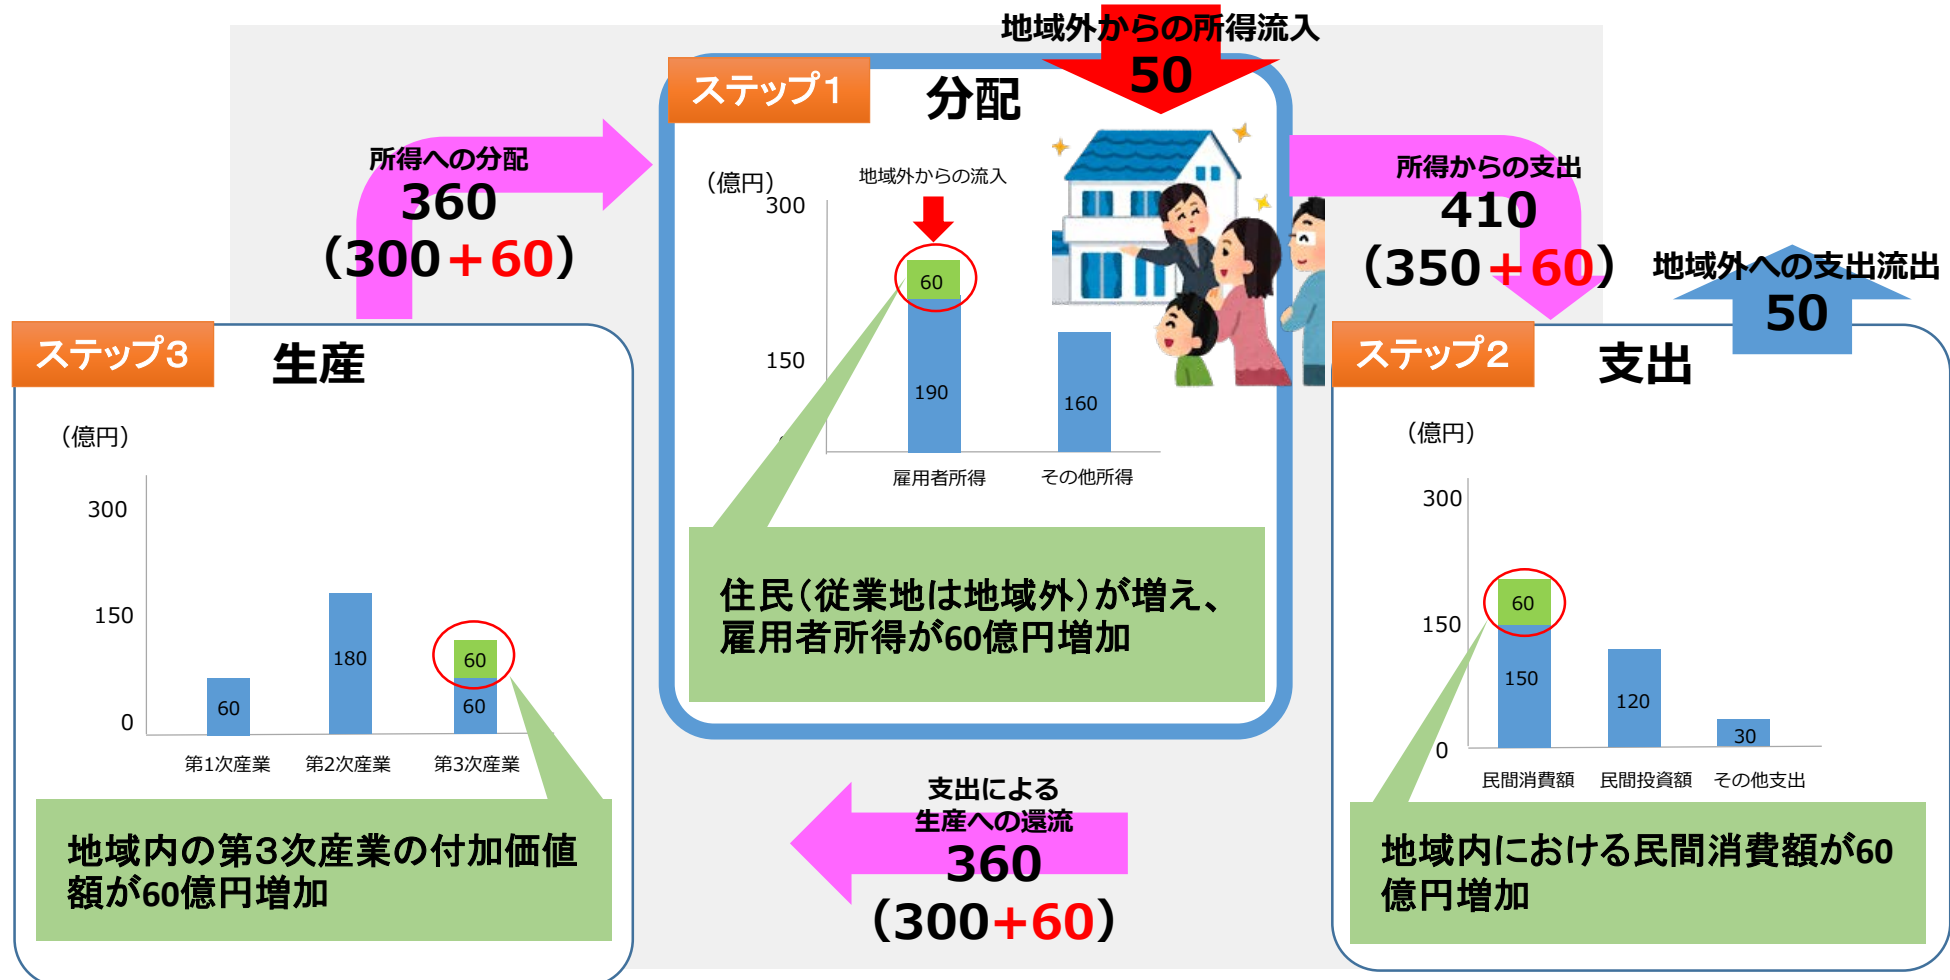 地域外からの所得流入
50
ステップ1
分配
所得への分配
360
（300＋60）
（億円）
地域外からの流入
300
150
60
190
160
雇用者所得
その他所得
住民（従業地は地域外）が増え、
雇用者所得が60億円増加
所得からの支出
410
（350＋60）
地域外への支出流出
50
ステップ2
支出
（億円）
300
150
0
60
150
120
30
民間消費額
民間投資額
その他支出
地域内における民間消費額が60
億円増加
支出による
生産への還流
360
（300+60）
ステップ3
生産
（億円）
300
150
0
60
180
60
60
第1次産業
第2次産業
第3次産業
地域内の第3次産業の付加価値
額が60億円増加